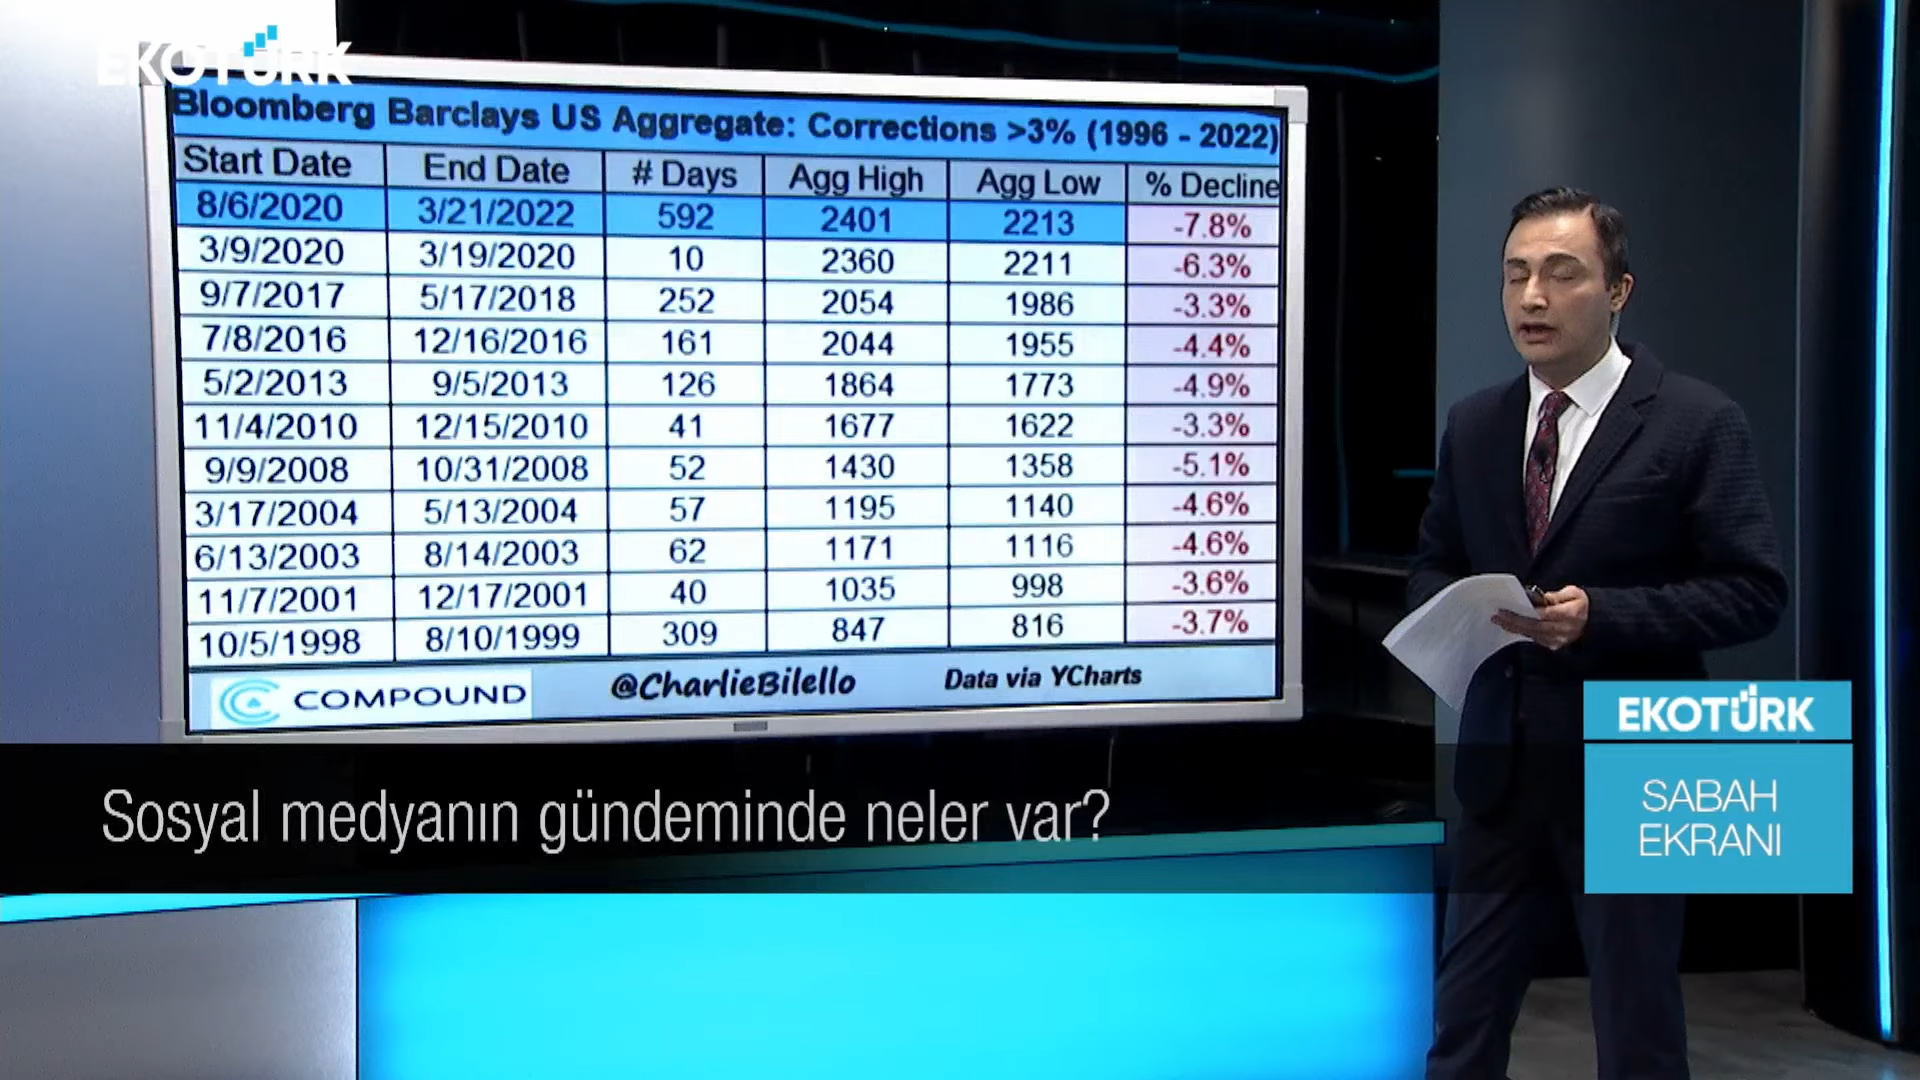 EKOTÜRK
Bloomberg Barclays US Aggregate: Corrections >3% (1996 - 2022)
Start Date End Date # Days Agg High Agg Low % Decline
8/6/2020 3/21/2022 592 2401 2213 -7.8%
3/9/2020 3/19/2020 10 2360 2211 -6.3%
9/7/2017 5/17/2018 252 2054 1986 -3.3%
7/8/2016 12/16/2016 161 2044 1955 -4.4%
5/2/2013 9/5/2013 126 1864 1773 -4.9%
11/4/2010 12/15/2010 41 1677 1622 -3.3%
9/9/2008 10/31/2008 52 1430 1358 -5.1%
3/17/2004 5/13/2004 57 1195 1140 -4.6%
6/13/2003 8/14/2003 62 1171 1116 -4.6%
11/7/2001 12/17/2001 40 1035 998 -3.6%
10/5/1998 8/10/1999 309 847 816 -3.7%
COMPOUND @CharlieBilello Data via YCharts
EKOTÜRK
Sosyal medyanın gündeminde neler var?
SABAH
EKRANI